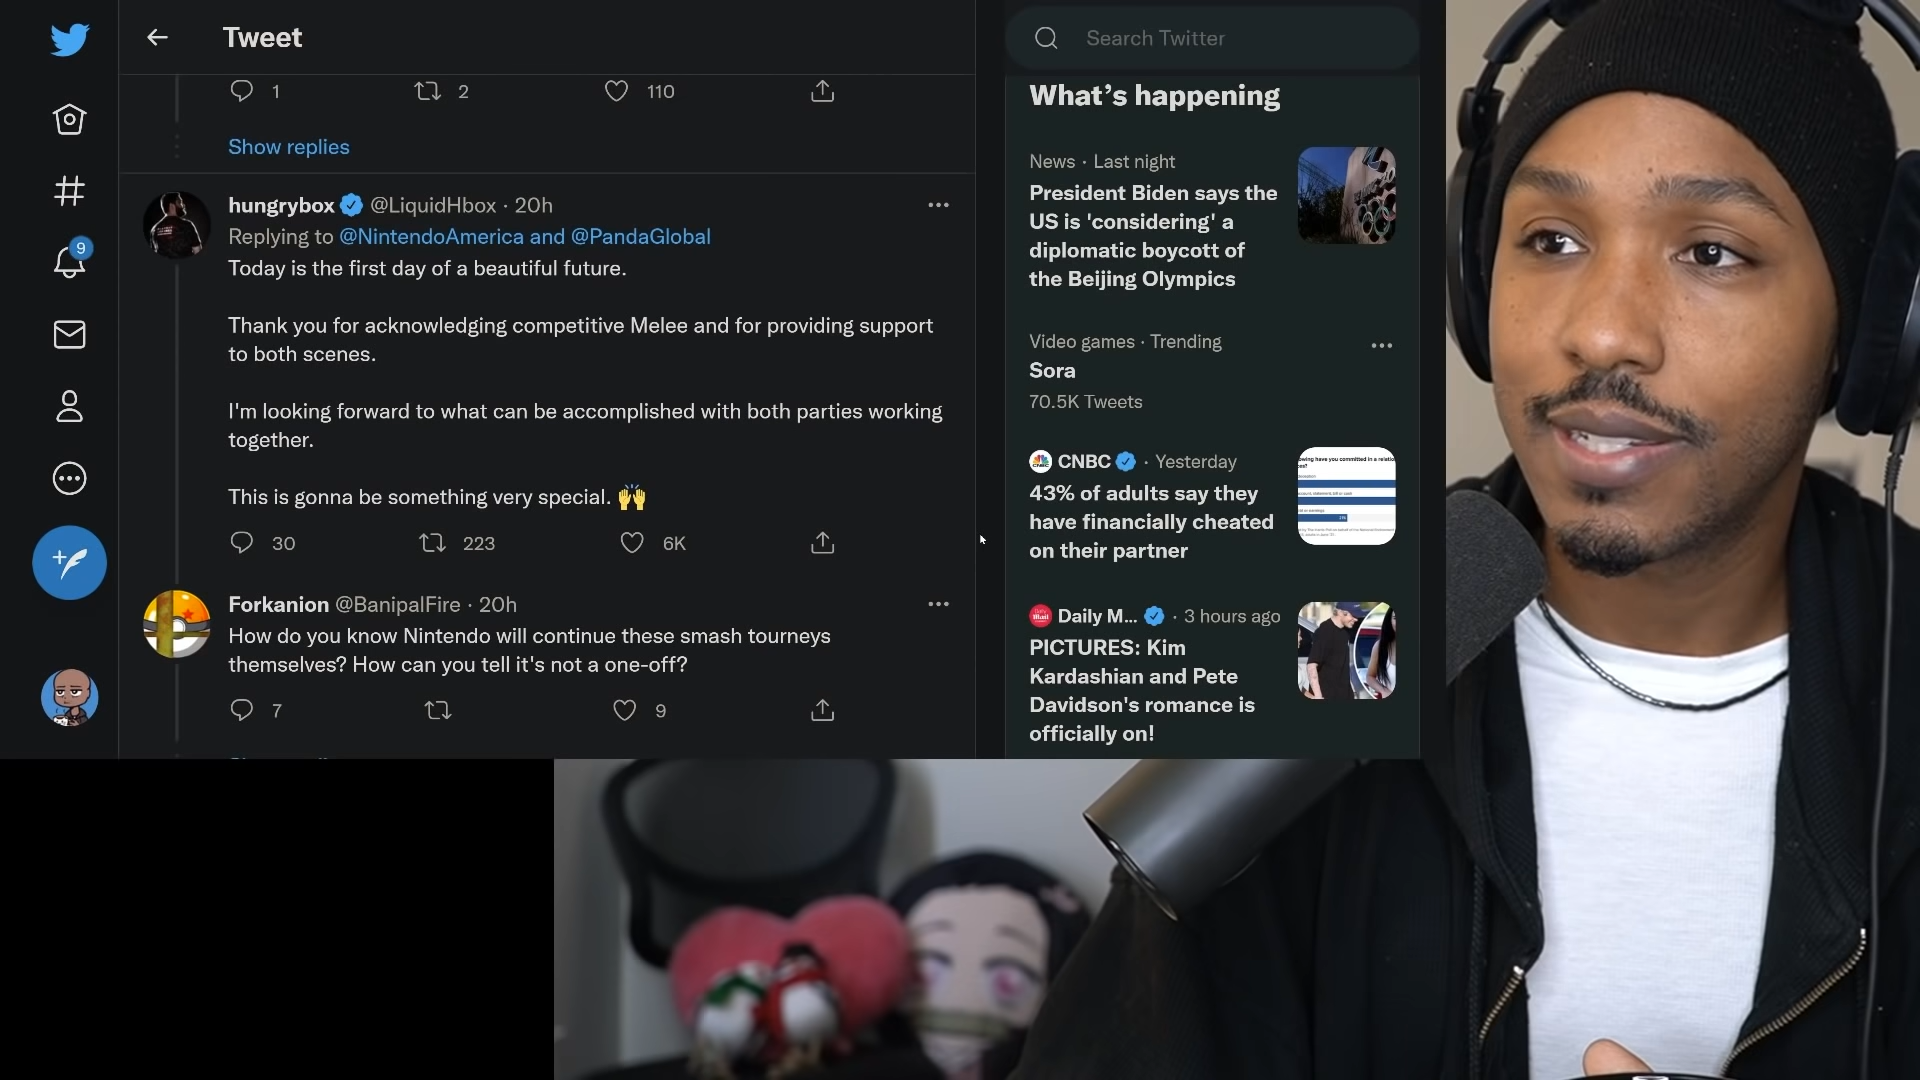 Tweet
1 2 110
Show replies
hungrybox @LiquidHbox · 20h
Replying to @NintendoAmerica and @PandaGlobal
Today is the first day of a beautiful future.
Thank you for acknowledging competitive Melee and for providing support
to both scenes.
I'm looking forward to what can be accomplished with both parties working
together.
This is gonna be something very special. 🙌
30 223 6K
Forkanion @BanipalFire · 20h
How do you know Nintendo will continue these smash tourneys
themselves? How can you tell it's not a one-off?
7 9
9
Search Twitter
What's happening
News · Last night
President Biden says the
US is 'considering' a
diplomatic boycott of
the Beijing Olympics
Video games · Trending
Sora
70.5K Tweets
CNBC · Yesterday
43% of adults say they
have financially cheated
on their partner
Daily M... · 3 hours ago
PICTURES: Kim
Kardashian and Pete
Davidson's romance is
officially on!